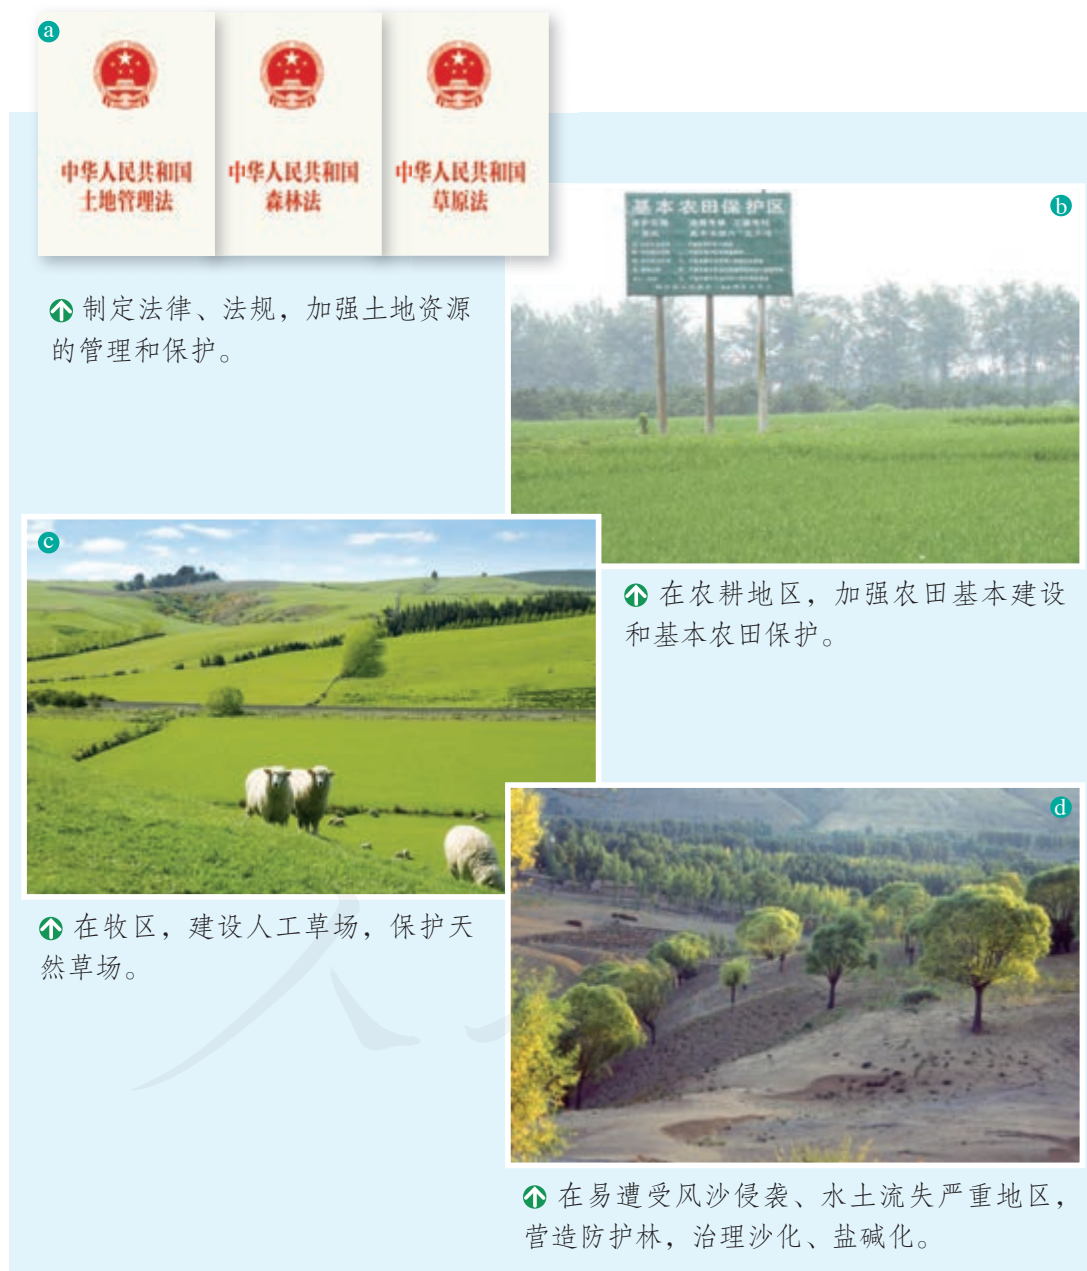 a
中华人民共和国
土地管理法
中华人民共和国
森林法
中华人民共和国
草原法
制定法律、法规，加强土地资源
的管理和保护。
b
基本农田保护区
在农耕地区，加强农田基本建设
和基本农田保护。
c
在牧区，建设人工草场，保护天
然草场。
d
在易遭受风沙侵袭、水土流失严重地区，
营造防护林，治理沙化、盐碱化。